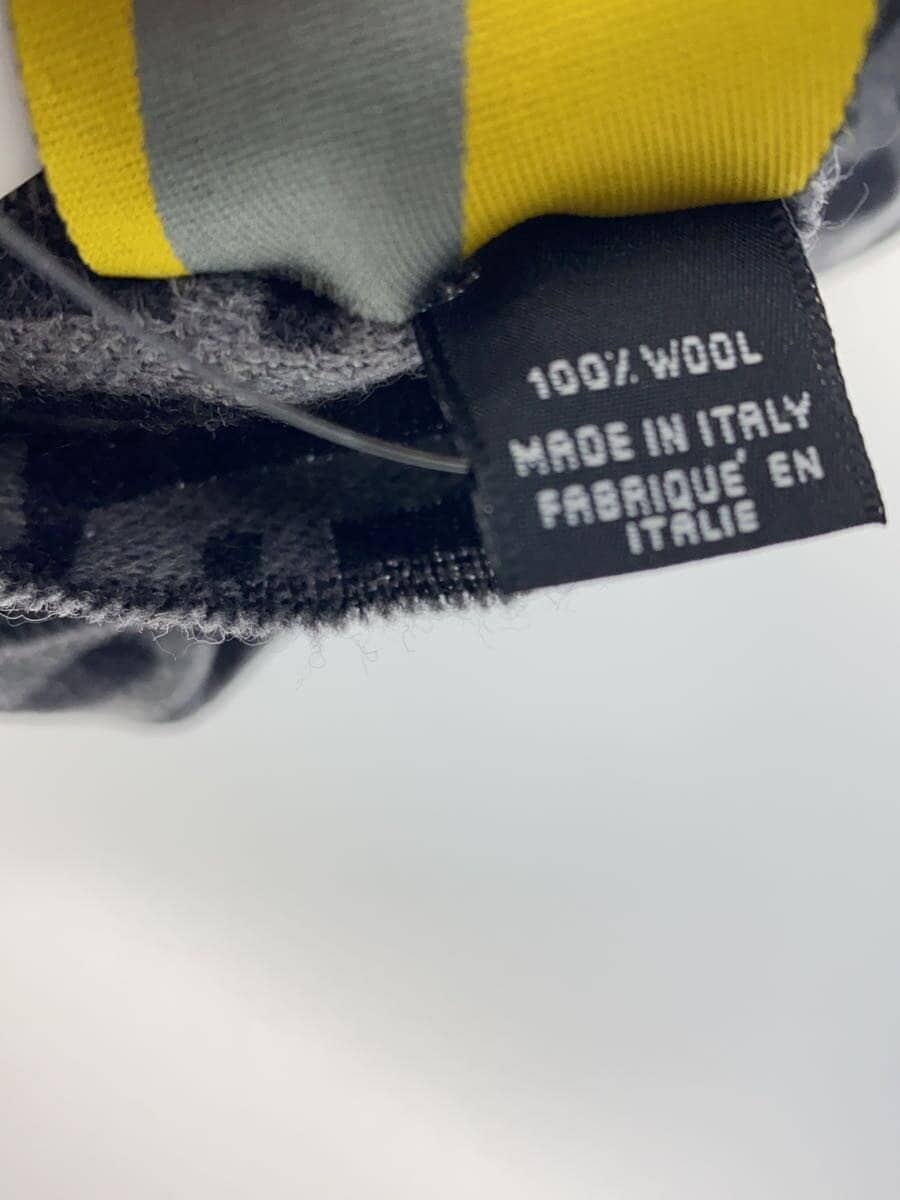 100% WOOL
MADE IN ITALY
FABRIQUE' EN
ITALIE